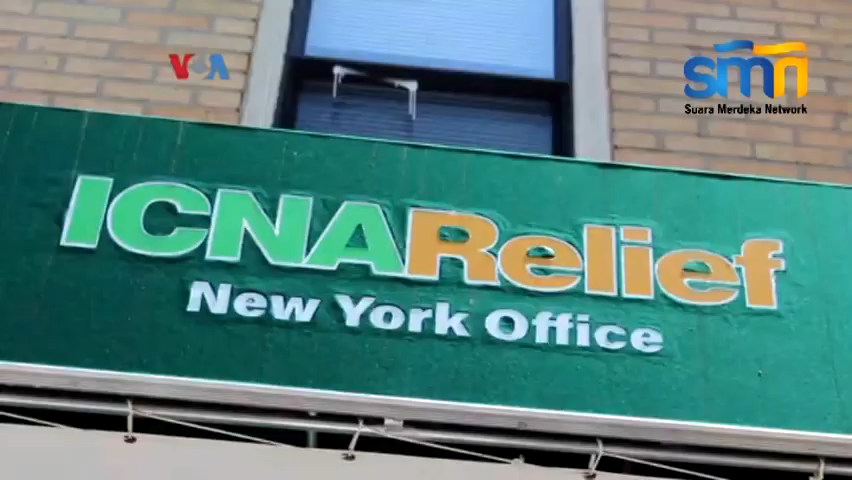 VOA
smn
Suara Merdeka Network
ICNARelief
New York Office